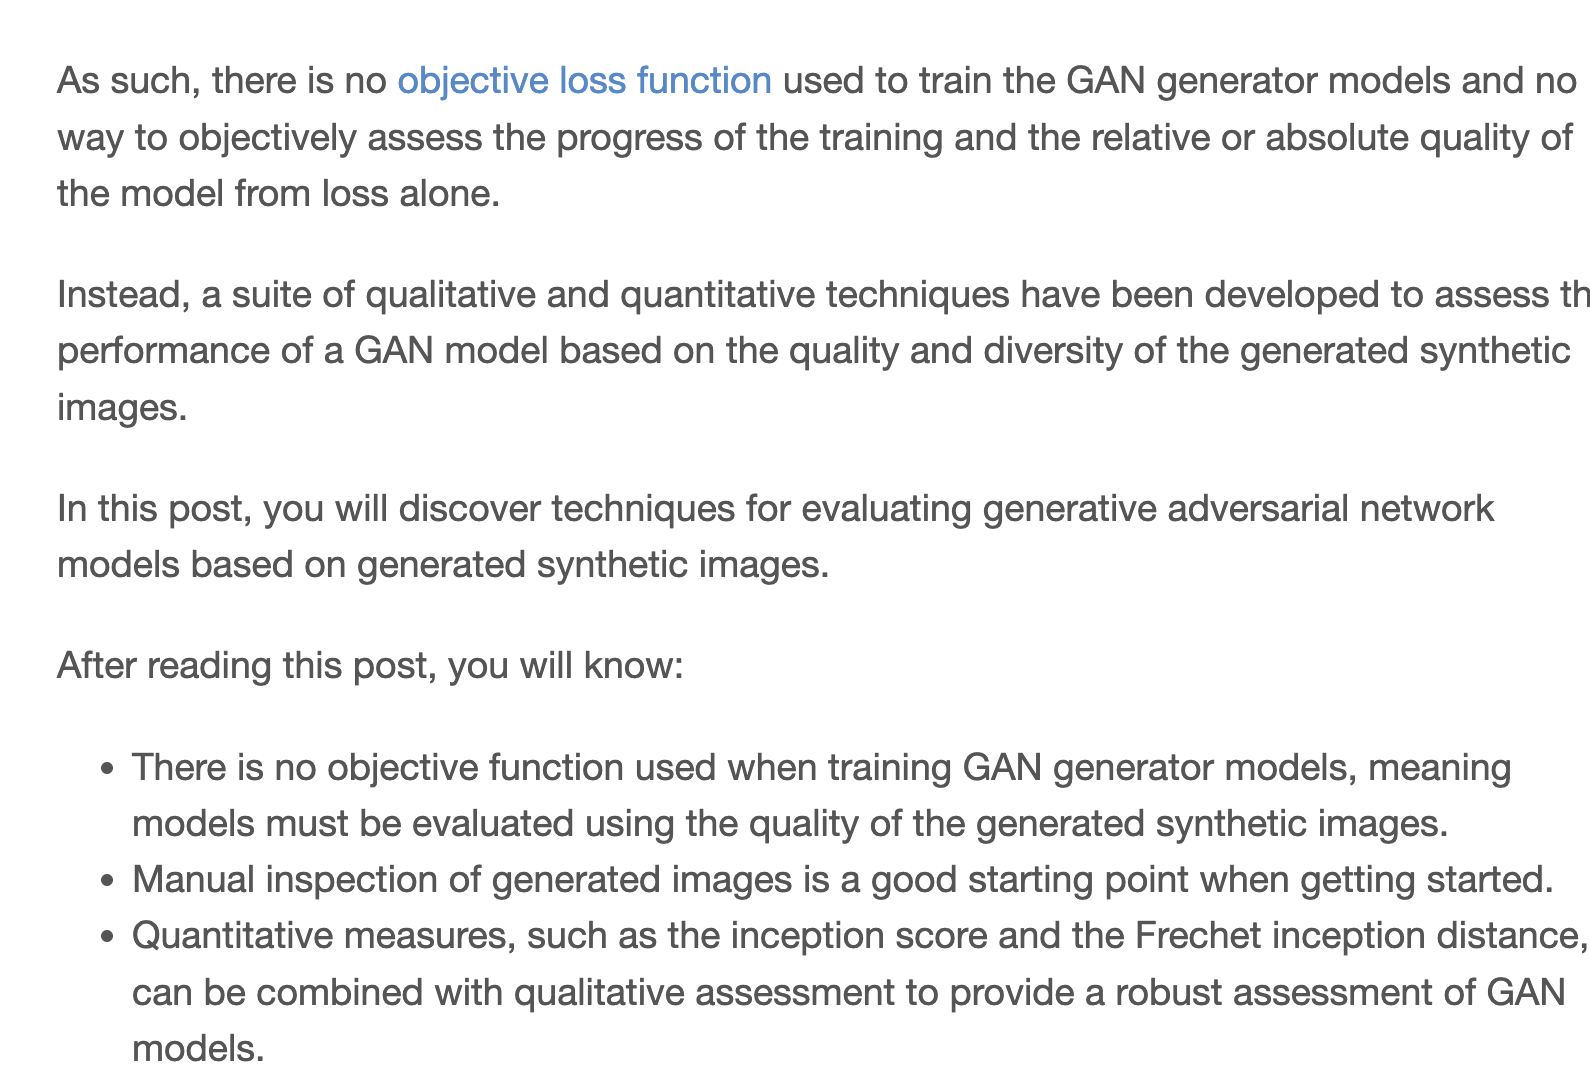 As such, there is no objective loss function used to train the GAN generator models and no
way to objectively assess the progress of the training and the relative or absolute quality of
the model from loss alone.
Instead, a suite of qualitative and quantitative techniques have been developed to assess th
performance of a GAN model based on the quality and diversity of the generated synthetic
images.
In this post, you will discover techniques for evaluating generative adversarial network
models based on generated synthetic images.
After reading this post, you will know:
• There is no objective function used when training GAN generator models, meaning
models must be evaluated using the quality of the generated synthetic images.
• Manual inspection of generated images is a good starting point when getting started.
• Quantitative measures, such as the inception score and the Frechet inception distance,
can be combined with qualitative assessment to provide a robust assessment of GAN
models.